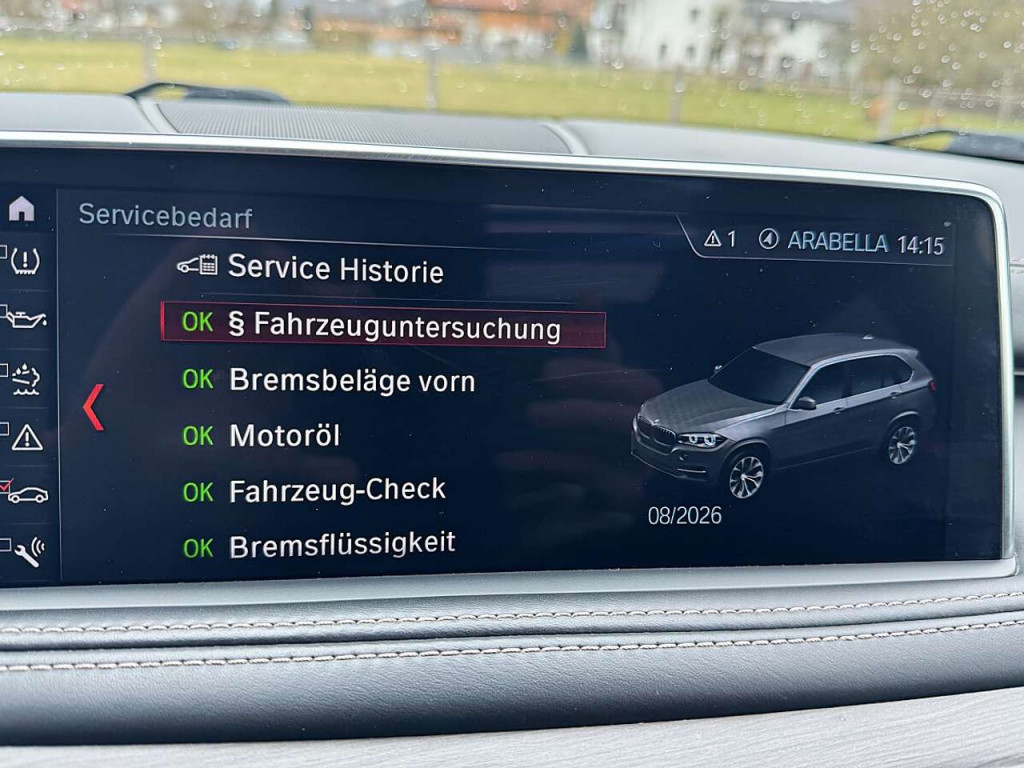 Servicebedarf
1 ARABELLA 14:15
Service Historie
OK § Fahrzeuguntersuchung
OK Bremsbeläge vorn
OK Motoröl
OK Fahrzeug-Check
OK Bremsflüssigkeit
08/2026